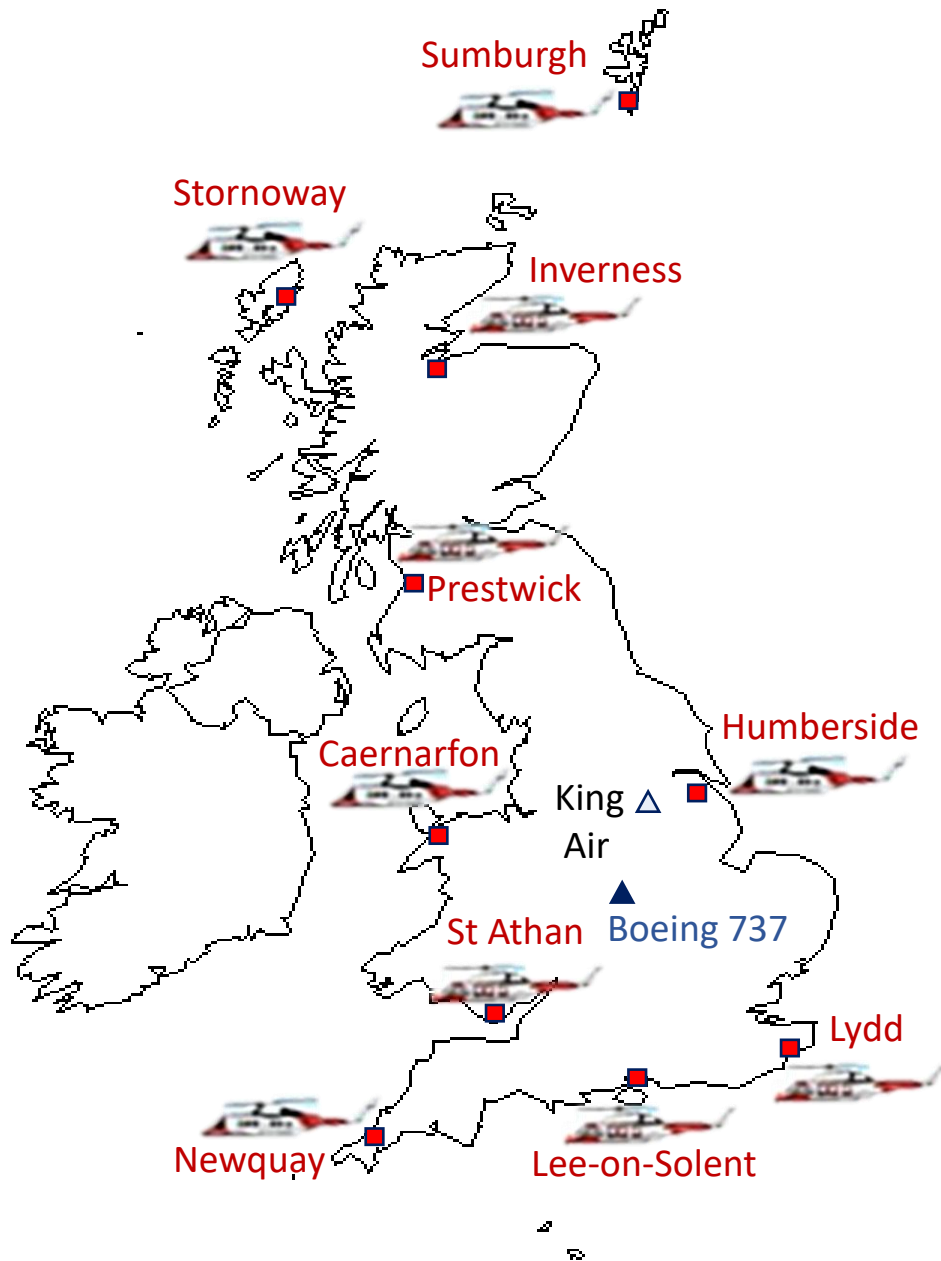 Sumburgh
Stornoway
Inverness
Prestwick
Humberside
Caernarfon
King
Air
St Athan
Boeing 737
Lydd
Newquay
Lee-on-Solent